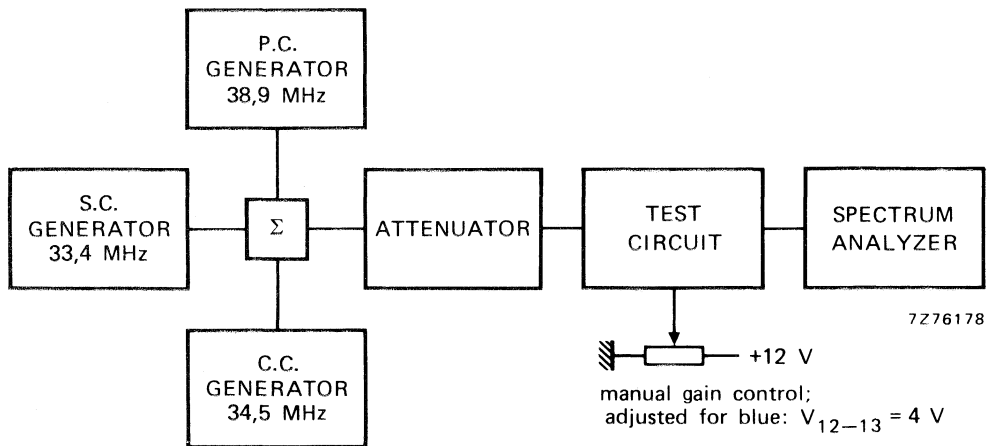 P.C.
GENERATOR
38,9 MHz
S.C.
GENERATOR
33,4 MHz
Σ
ATTENUATOR
TEST
CIRCUIT
SPECTRUM
ANALYZER
7Z76178
C.C.
GENERATOR
34,5 MHz
+12 V
manual gain control;
adjusted for blue: V12–13 = 4 V